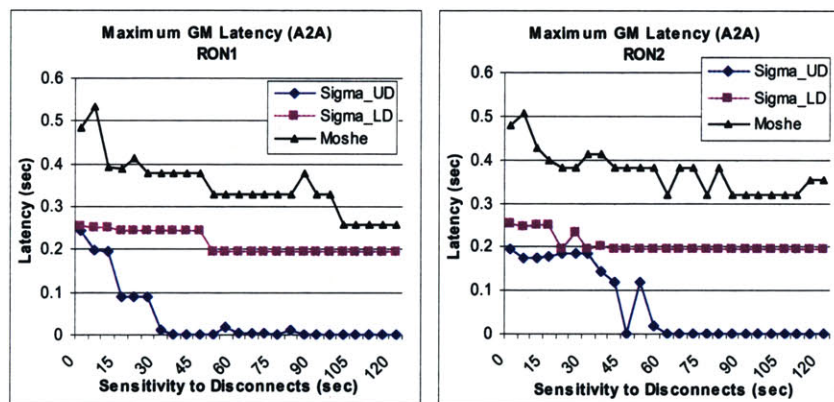 Maximum GM Latency (A2A)
RON1
Sigma_UD
Sigma_LD
Moshe
Latency (sec)
0.6
0.5
0.4
0.3
0.2
0.1
0
0
15
30
45
60
75
90
105
120
Sensitivity to Disconnects (sec)
Maximum GM Latency (A2A)
RON2
Sigma_UD
Sigma_LD
Moshe
Latency (sec)
0.6
0.5
0.4
0.3
0.2
0.1
0
0
15
30
45
60
75
90
105
120
Sensitivity to Disconnects (sec)